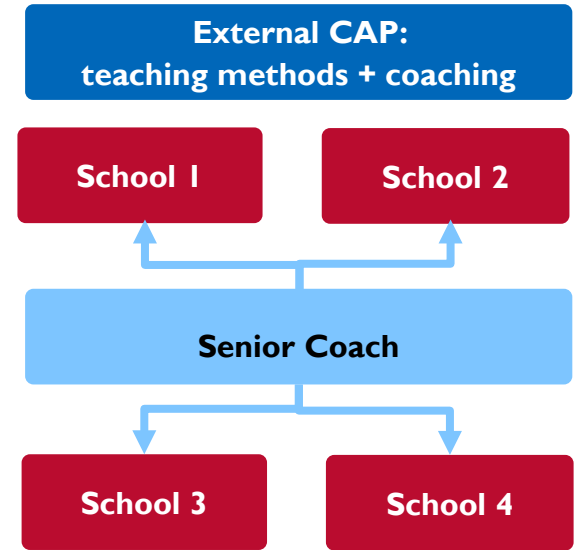 External CAP:
teaching methods + coaching
School 1
School 2
Senior Coach
School 3
School 4